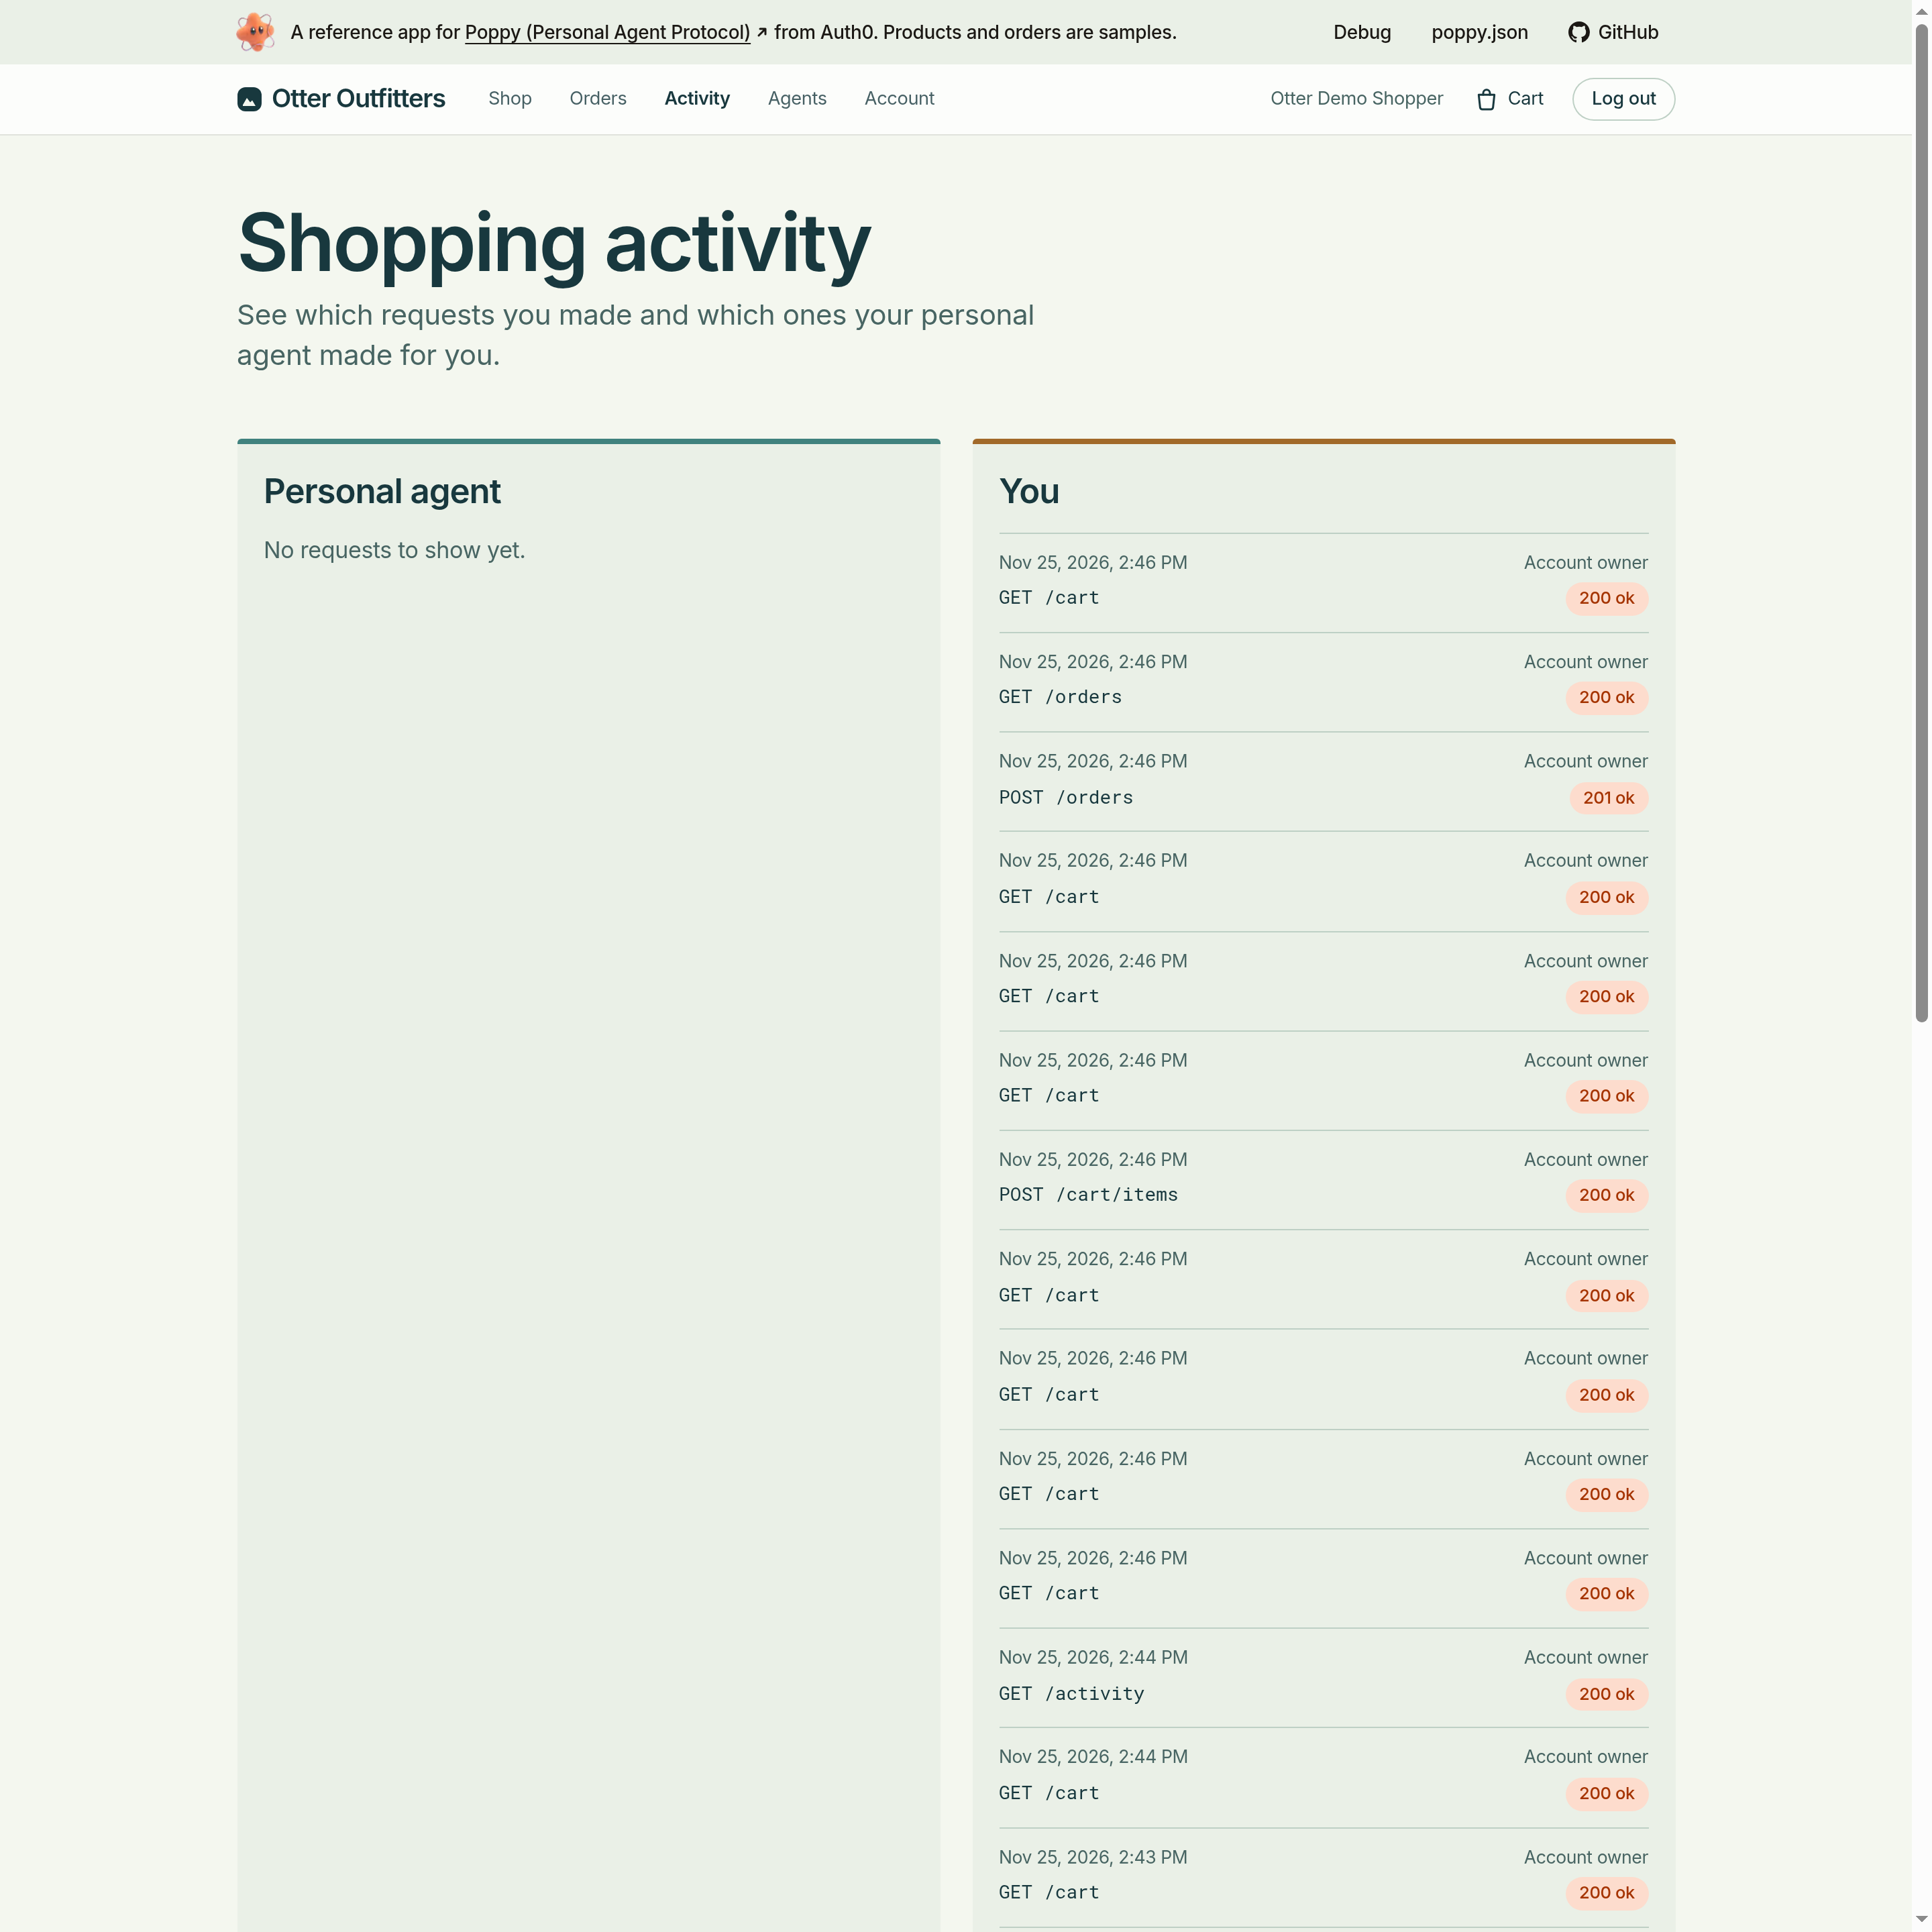 A reference app for Poppy (Personal Agent Protocol) ↗ from Auth0. Products and orders are samples.
Debug
poppy.json
GitHub
Otter Outfitters
Shop
Orders
Activity
Agents
Account
Otter Demo Shopper
Cart
Log out
Shopping activity
See which requests you made and which ones your personal
agent made for you.
Personal agent
No requests to show yet.
You
Nov 25, 2026, 2:46 PM Account owner
GET /cart 200 ok
Nov 25, 2026, 2:46 PM Account owner
GET /orders 200 ok
Nov 25, 2026, 2:46 PM Account owner
POST /orders 201 ok
Nov 25, 2026, 2:46 PM Account owner
GET /cart 200 ok
Nov 25, 2026, 2:46 PM Account owner
GET /cart 200 ok
Nov 25, 2026, 2:46 PM Account owner
GET /cart 200 ok
Nov 25, 2026, 2:46 PM Account owner
POST /cart/items 200 ok
Nov 25, 2026, 2:46 PM Account owner
GET /cart 200 ok
Nov 25, 2026, 2:46 PM Account owner
GET /cart 200 ok
Nov 25, 2026, 2:46 PM Account owner
GET /cart 200 ok
Nov 25, 2026, 2:46 PM Account owner
GET /cart 200 ok
Nov 25, 2026, 2:44 PM Account owner
GET /activity 200 ok
Nov 25, 2026, 2:44 PM Account owner
GET /cart 200 ok
Nov 25, 2026, 2:43 PM Account owner
GET /cart 200 ok